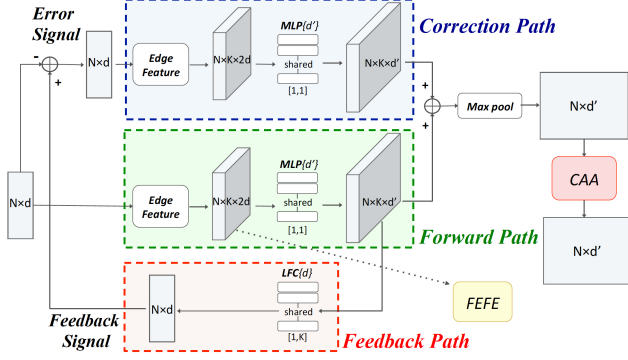 Error
Signal
-
+
N×d
Edge
Feature
N×K×2d
MLP{d'}
shared
[1,1]
N×K×d'
Correction Path
+
+
Max pool
N×d'
CAA
N×d'
N×d
Edge
Feature
N×K×2d
MLP{d'}
shared
[1,1]
N×K×d'
Forward Path
Feedback
Signal
N×d
LFC{d}
shared
[1,K]
Feedback Path
FEFE